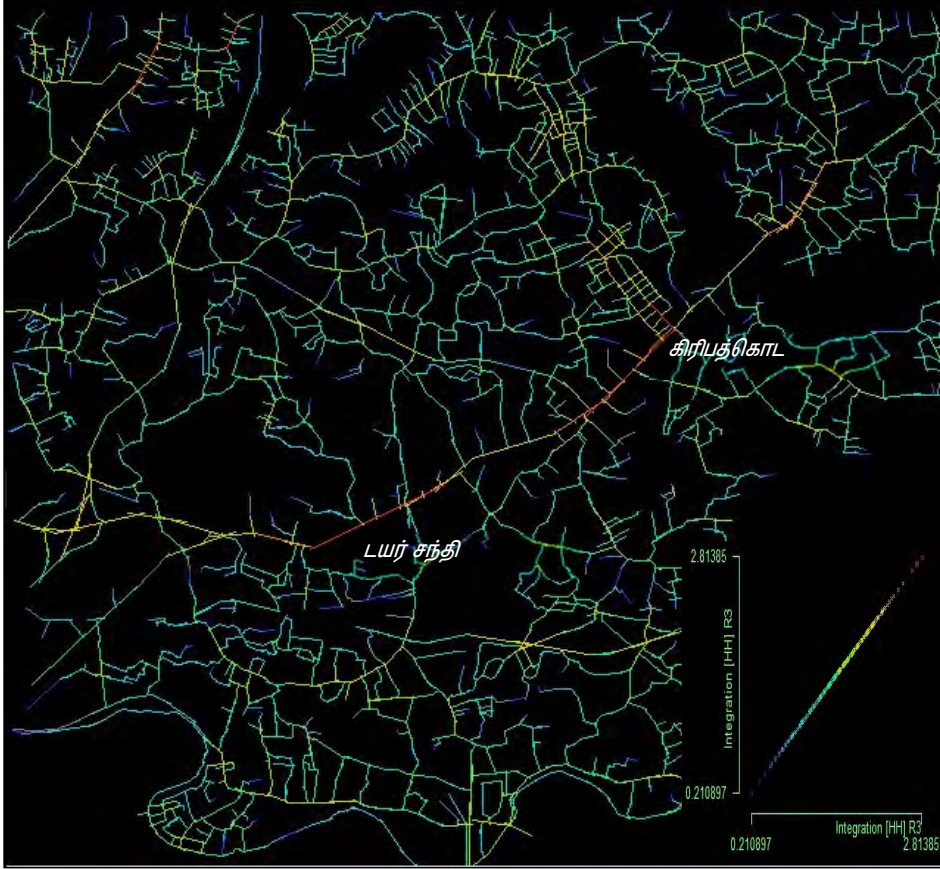 கிரிபத்கொட
டயர் சந்தி
2.81385
Integration [HH] R3
0.210897
Integration [HH] R3
0.210897
2.81385